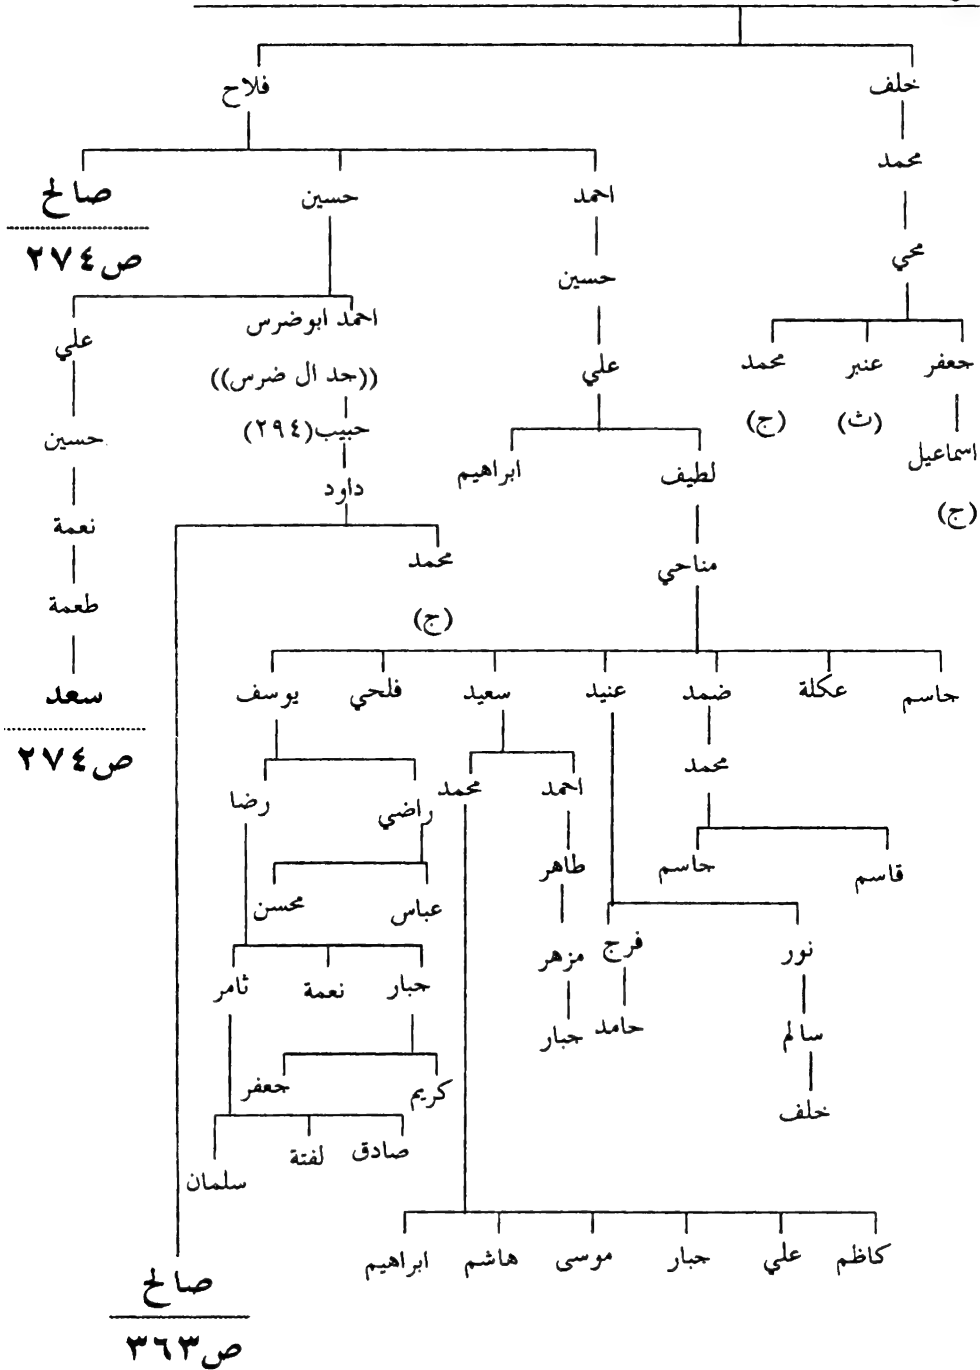 خلف فلاح
محمد
صالح حسين احمد
ص٢٧٤
محي
حسين
احمد ابوضرس
علي
جعفر عنبر محمد
((جد ال ضرس))
علي
(ج) (ث)
حبيب(٢٩٤)
حسين
اسماعيل
لطيف ابراهيم
داود
(ج)
نعمة
محمد
مناحي
طعمة
(ج)
جاسم عكلة ضمد عنيد سعيد فلحي يوسف
سعد
ص٢٧٤
محمد
احمد محمد
راضي رضا
طاهر
قاسم جاسم
عباس محسن
نور فرج مزهر
جبار نعمة ثامر
سالم حامد جبار
كريم جعفر
خلف
صادق لفتة سلمان
كاظم علي جبار موسى هاشم ابراهيم
صالح
ص٣٦٣